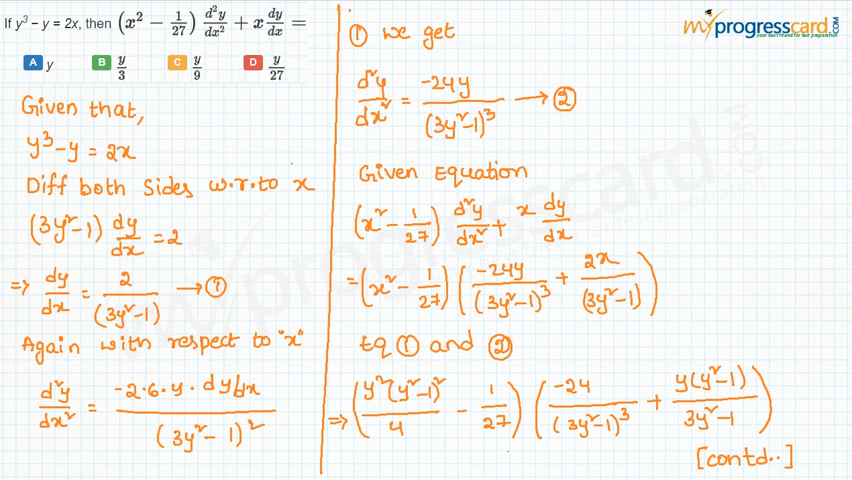 If y³ − y = 2x, then (x² − 1/27) d²y/dx² + x dy/dx =
A y B y/3 C y/9 D y/27
myprogresscard.com
your best friend for test preparation
Given that,
y³ − y = 2x
Diff both sides w.r.to x
(3y² − 1) dy/dx = 2
⇒ dy/dx = 2/(3y² − 1) → ①
Again with respect to "x"
d²y/dx² = −2·6·y·dy/dx / (3y² − 1)²
① we get
d²y/dx² = −24y/(3y² − 1)³ → ②
Given Equation
(x² − 1/27) d²y/dx² + x dy/dx
= (x² − 1/27) (−24y/(3y² − 1)³ + 2x/(3y² − 1))
Eq ① and ②
⇒ (y²(y² − 1)²/4 − 1/27) (−24/(3y² − 1)³ + y(y² − 1)/3y² − 1)
[contd..]